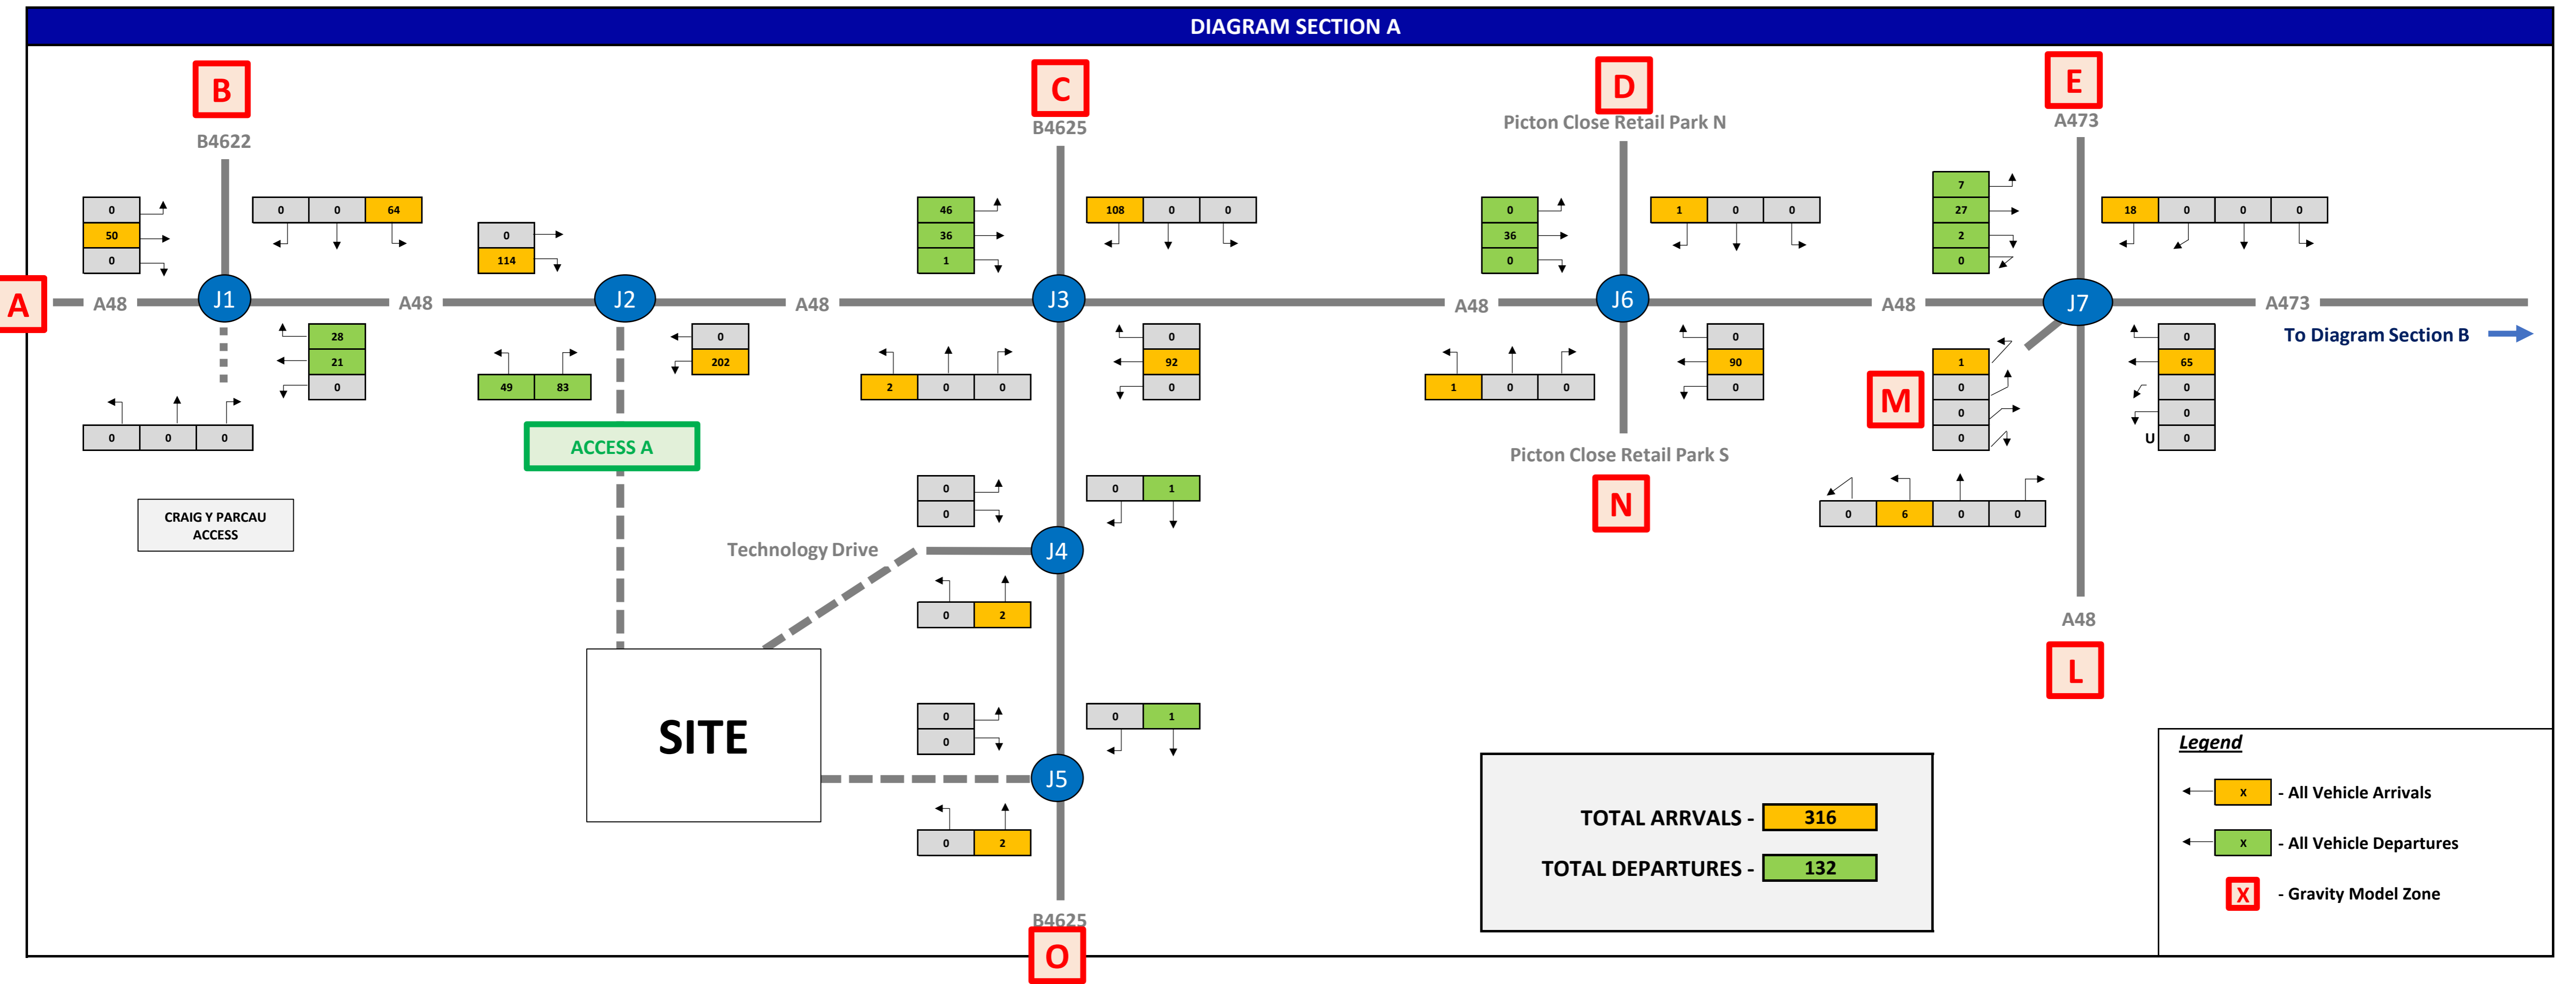 DIAGRAM SECTION A
B
C
D
E
B4622
B4625
Picton Close Retail Park N
A473
0
50
0
0 0 64
0
114
46
36
1
108 0 0
0
36
0
1 0 0
7
27
2
0
18 0 0 0
A
A48
J1
A48
J2
A48
J3
A48
J6
A48
J7
A473
To Diagram Section B
28
21
0
0 0 0
49 83
0
202
2 0 0
0
92
0
1 0 0
0
90
0
M
1
0
0
0
0
65
0
0
U 0
0 6 0 0
ACCESS A
Picton Close Retail Park S
N
CRAIG Y PARCAU
ACCESS
0
0
0 1
Technology Drive
J4
0 2
A48
L
SITE
0
0
0 1
J5
0 2
B4625
O
TOTAL ARRVALS - 316
TOTAL DEPARTURES - 132
Legend
x - All Vehicle Arrivals
x - All Vehicle Departures
X - Gravity Model Zone